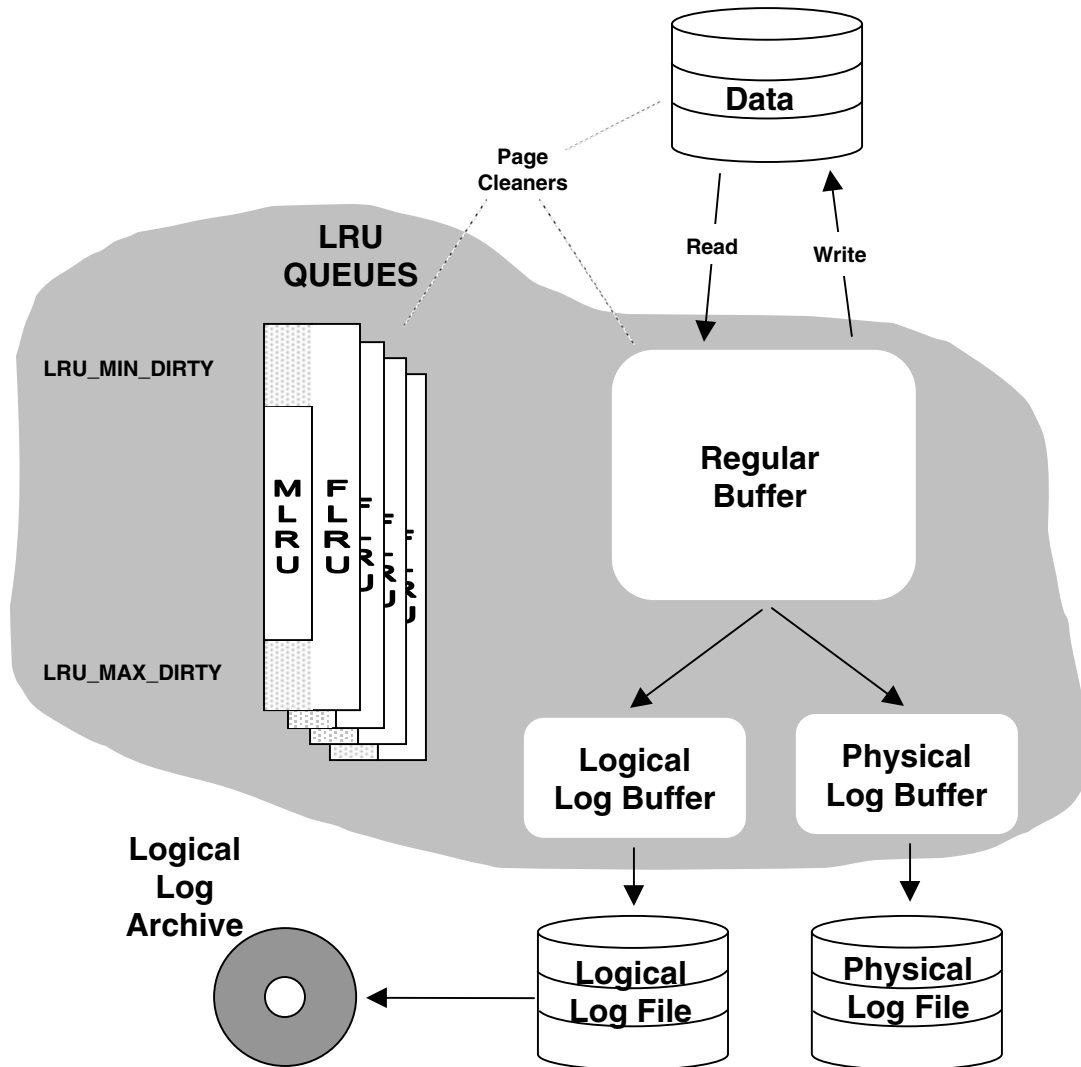 Data
Page
Cleaners
LRU
QUEUES
Read
Write
LRU_MIN_DIRTY
Regular
Buffer
M
L
R
U
F
L
R
U
LRU_MAX_DIRTY
Logical
Log Buffer
Physical
Log Buffer
Logical
Log
Archive
Logical
Log File
Physical
Log File